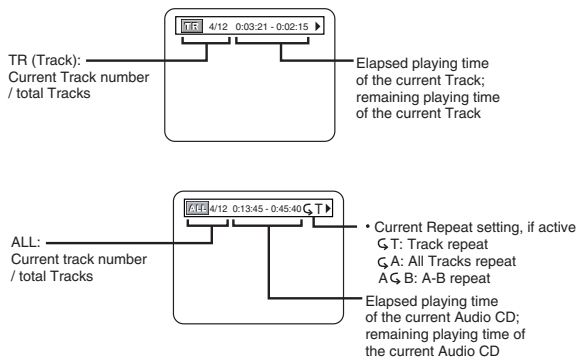 TR 4/12 0:03:21 - 0:02:15
TR (Track):
Current Track number
/ total Tracks
Elapsed playing time
of the current Track;
remaining playing time
of the current Track
ALL 4/12 0:13:45 - 0:45:40 T
ALL:
Current track number
/ total Tracks
• Current Repeat setting, if active
T: Track repeat
A: All Tracks repeat
A B: A-B repeat
Elapsed playing time
of the current Audio CD;
remaining playing time of
the current Audio CD